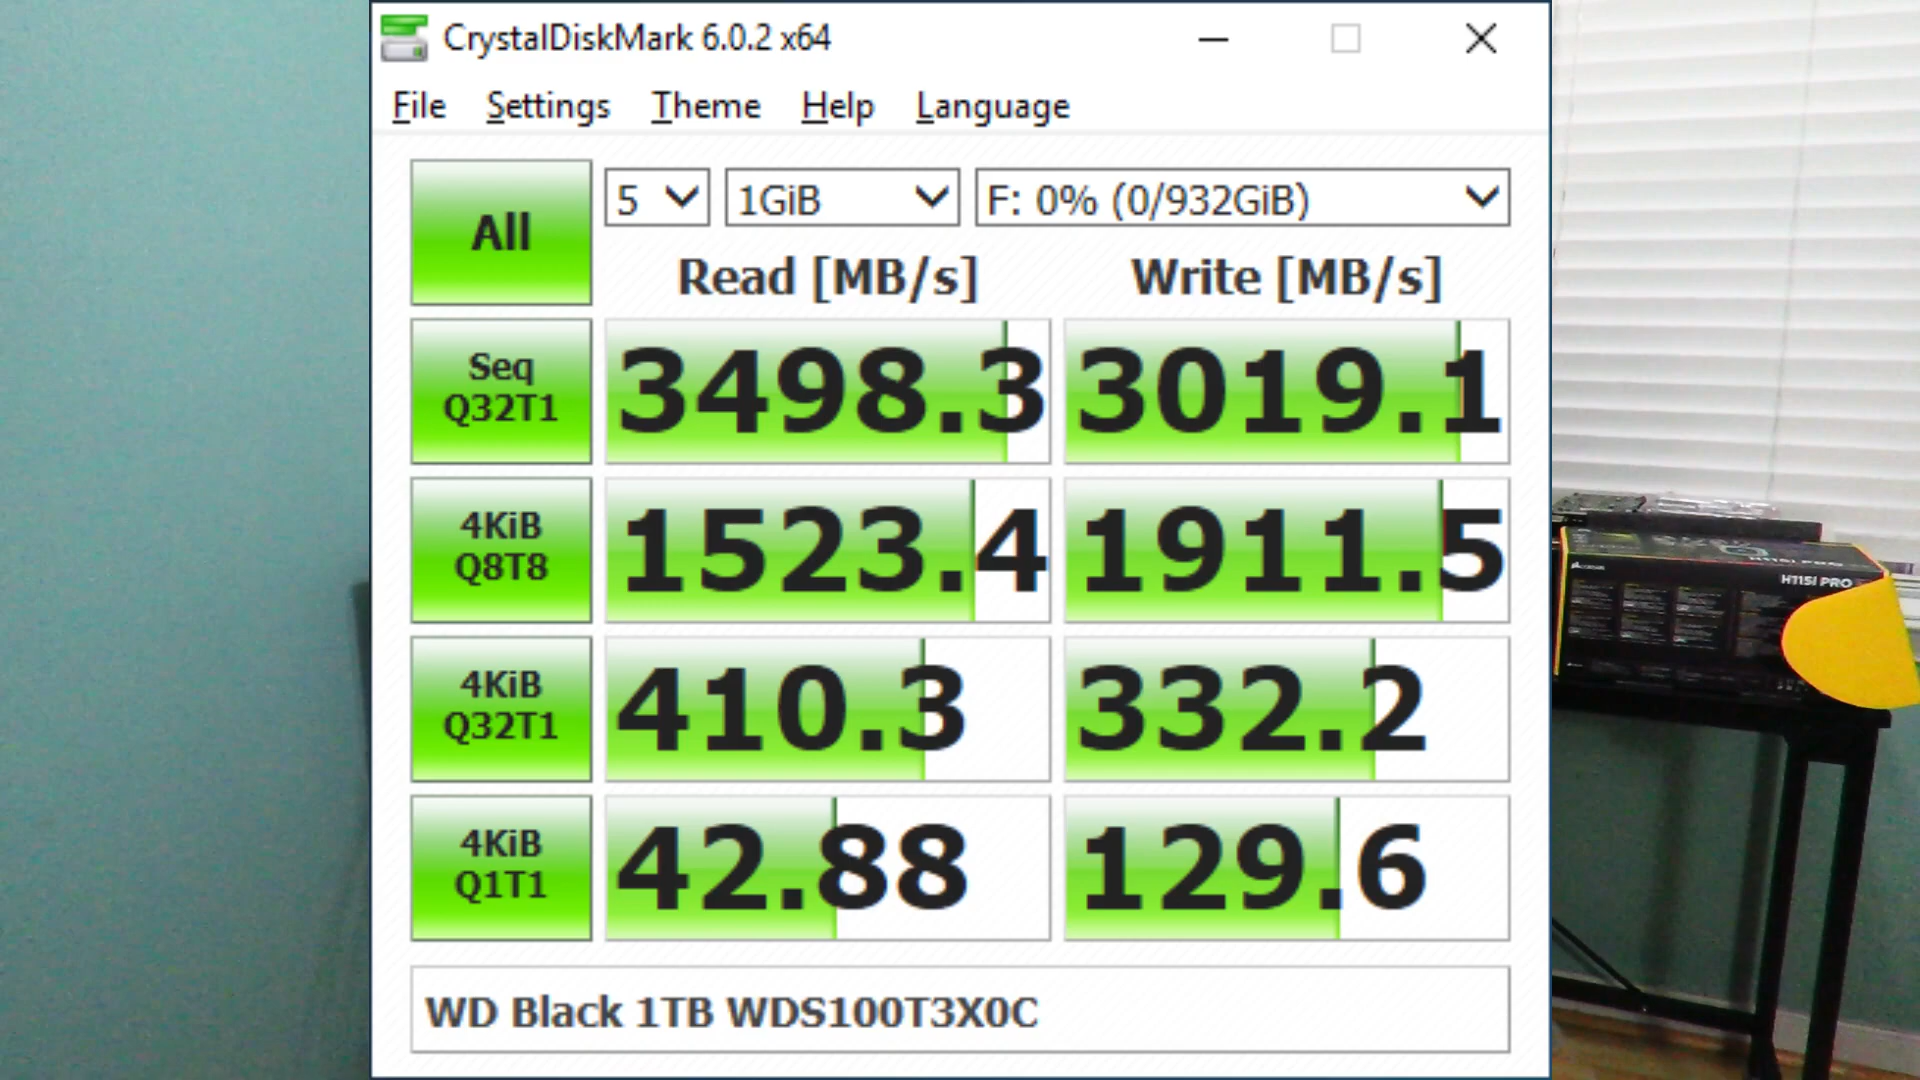 CrystalDiskMark 6.0.2 x64
File Settings Theme Help Language
All 5 1GiB F: 0% (0/932GiB)
Read [MB/s] Write [MB/s]
Seq
Q32T1 3498.3 3019.1
4KiB
Q8T8 1523.4 1911.5
4KiB
Q32T1 410.3 332.2
4KiB
Q1T1 42.88 129.6
WD Black 1TB WDS100T3X0C
H115i PRO